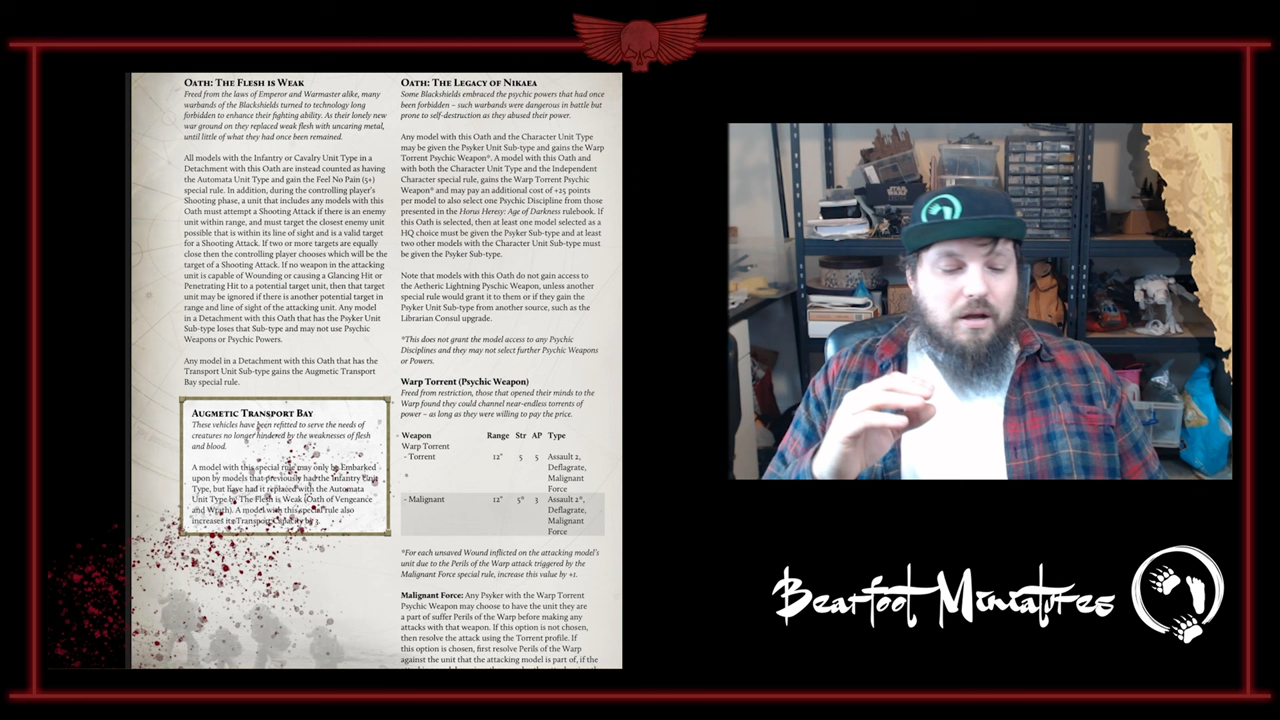 Oath: The Flesh is Weak
Freed from the laws of Emperor and Warmaster alike, many
warbands of the Blackshields turned to technology long
forbidden to enhance their fighting ability. As their lonely new
war ground on they replaced weak flesh with uncaring metal,
until little of what they had once been remained.
All models with the Infantry or Cavalry Unit Type in a
Detachment with this Oath are instead counted as having
the Automata Unit Type and gain the Feel No Pain (5+)
special rule. In addition, during the controlling player's
Shooting phase, a unit that includes any models with this
Oath must attempt a Shooting Attack if there is an enemy
unit within range, and must target the closest enemy unit
possible that is within its line of sight and is a valid target
for a Shooting Attack. If two or more targets are equally
close then the controlling player chooses which will be the
target of a Shooting Attack. If no weapon in the attacking
unit is capable of Wounding or causing a Glancing Hit or
Penetrating Hit to a potential target unit, then that target
unit may be ignored if there is another potential target in
range and line of sight of the attacking unit. Any model
in a Detachment with this Oath that has the Psyker Unit
Sub-type loses that Sub-type and may not use Psychic
Weapons or Psychic Powers.
Any model in a Detachment with this Oath that has the
Transport Unit Sub-type gains the Augmetic Transport
Bay special rule.
Augmetic Transport Bay
These vehicles have been refitted to serve the needs of
creatures no longer hindered by the weaknesses of flesh
and blood.
A model with this special rule may only be Embarked
upon by models that previously had the Infantry Unit
Type, but have had it replaced with the Automata
Unit Type by The Flesh is Weak (Oath of Vengeance
and Wrath). A model with this special rule also
increases its Transport Capacity by 3.
Oath: The Legacy of Nikaea
Some Blackshields embraced the psychic powers that had once
been forbidden – such warbands were dangerous in battle but
prone to self-destruction as they abused their power.
Any model with this Oath and the Character Unit Type
may be given the Psyker Unit Sub-type and gains the Warp
Torrent Psychic Weapon*. A model with this Oath and
with both the Character Unit Type and the Independent
Character special rule, gains the Warp Torrent Psychic
Weapon* and may pay an additional cost of +25 points
per model to also select one Psychic Discipline from those
presented in the Horus Heresy: Age of Darkness rulebook. If
this Oath is selected, then at least one model selected as a
HQ choice must be given the Psyker Sub-type and at least
two other models with the Character Unit Sub-type must
be given the Psyker Sub-type.
Note that models with this Oath do not gain access to
the Aetheric Lightning Pyschic Weapon, unless another
special rule would grant it to them or if they gain the
Psyker Unit Sub-type from another source, such as the
Librarian Consul upgrade.
*This does not grant the model access to any Psychic
Disciplines and they may not select further Psychic Weapons
or Powers.
Warp Torrent (Psychic Weapon)
Freed from restriction, those that opened their minds to the
Warp found they could channel near-endless torrents of
power – as long as they were willing to pay the price.
Weapon Range Str AP Type
Warp Torrent
- Torrent 12" 5 5 Assault 2,
Deflagrate,
* Malignant
Force
- Malignant 12" 5* 3 Assault 2*,
Deflagrate,
Malignant
Force
*For each unsaved Wound inflicted on the attacking model's
unit due to the Perils of the Warp attack triggered by the
Malignant Force special rule, increase this value by +1.
Malignant Force: Any Psyker with the Warp Torrent
Psychic Weapon may choose to have the unit they are
a part of suffer Perils of the Warp before making any
attacks with that weapon. If this option is not chosen,
then resolve the attack using the Torrent profile. If
this option is chosen, first resolve Perils of the Warp
against the unit that the attacking model is part of, if the
Bearfoot Miniatures